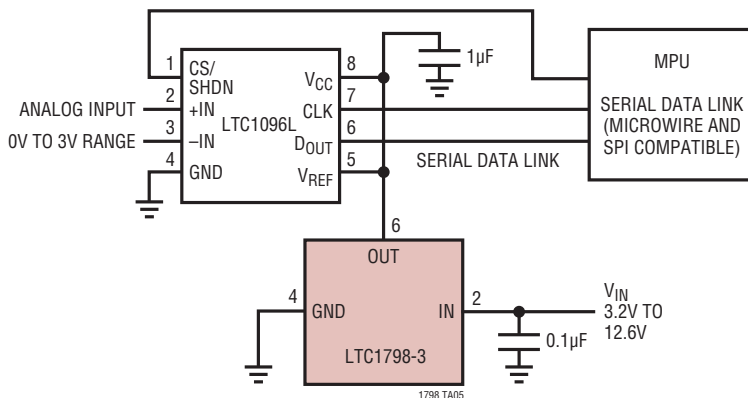 1
CS/
SHDN
VCC
8
1µF
MPU
2
+IN
CLK
7
ANALOG INPUT
LTC1096L
SERIAL DATA LINK
(MICROWIRE AND
SPI COMPATIBLE)
3
–IN
DOUT
6
0V TO 3V RANGE
SERIAL DATA LINK
4
GND
VREF
5
6
OUT
4
GND
IN
2
VIN
3.2V TO
12.6V
0.1µF
LTC1798-3
1798 TA05